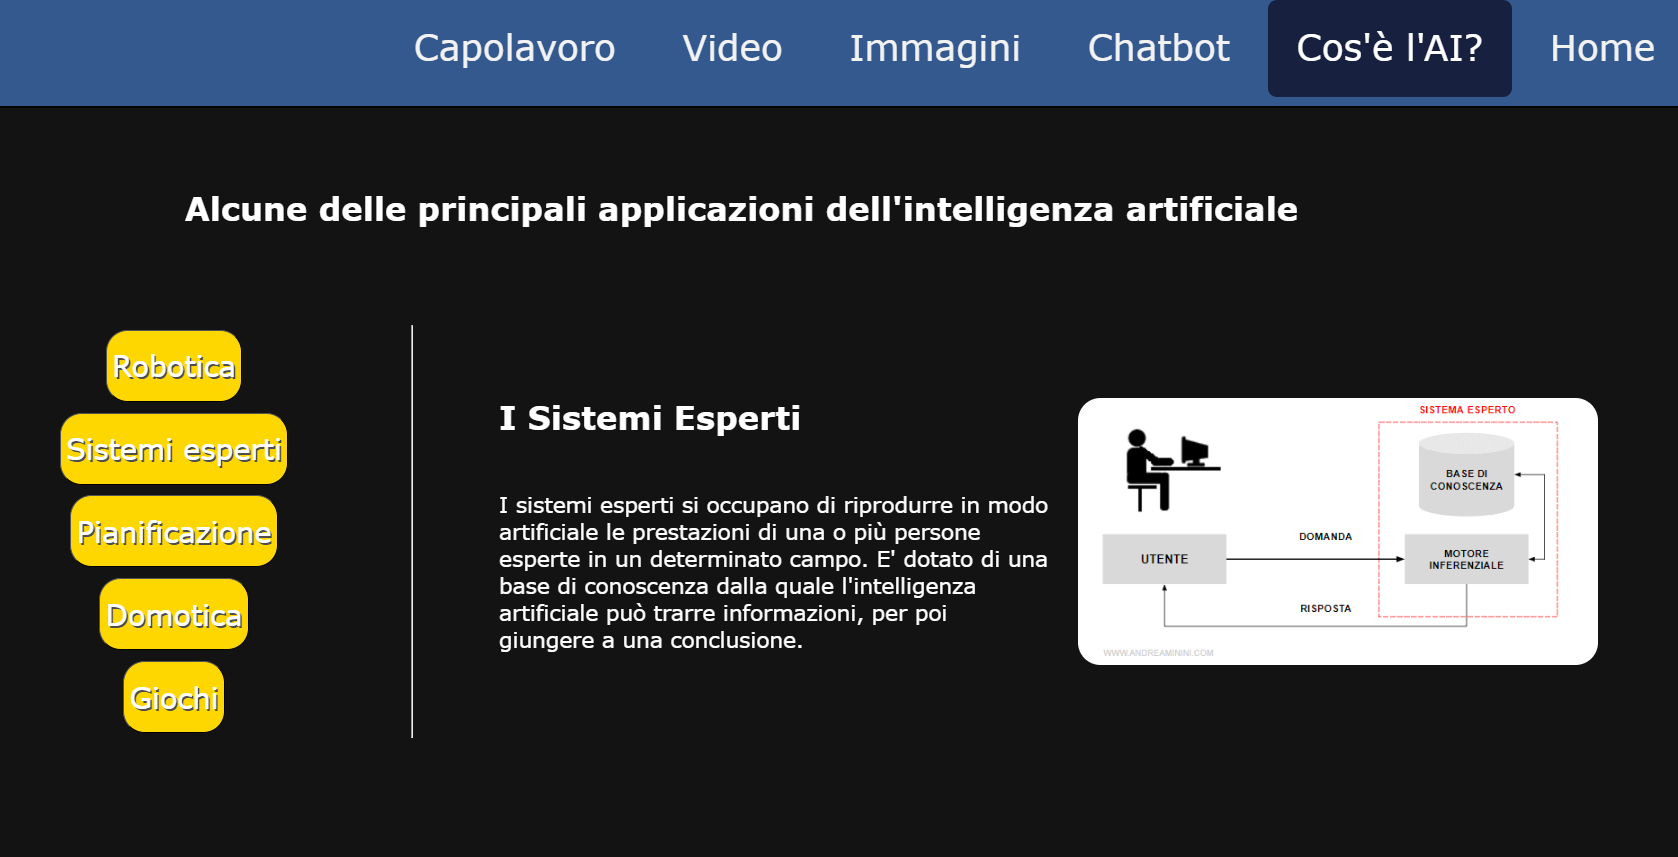 Capolavoro Video Immagini Chatbot Cos'è l'AI? Home
Alcune delle principali applicazioni dell'intelligenza artificiale
Robotica
Sistemi esperti
Pianificazione
Domotica
Giochi
I Sistemi Esperti
I sistemi esperti si occupano di riprodurre in modo
artificiale le prestazioni di una o più persone
esperte in un determinato campo. E' dotato di una
base di conoscenza dalla quale l'intelligenza
artificiale può trarre informazioni, per poi
giungere a una conclusione.
SISTEMA ESPERTO
BASE DI
CONOSCENZA
DOMANDA
UTENTE
MOTORE
INFERENZIALE
RISPOSTA
WWW.ANDREAMININI.COM